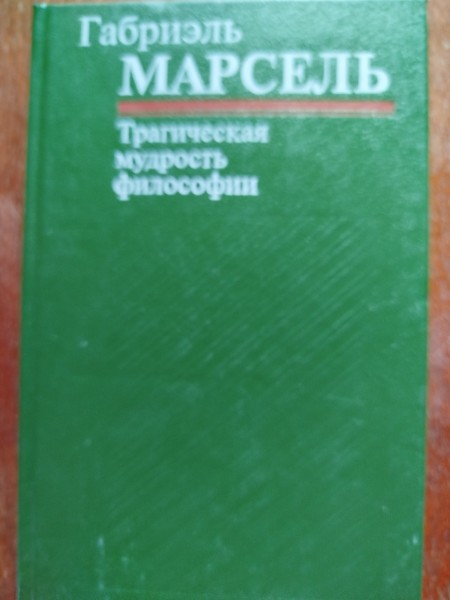 Габриэль
МАРСЕЛЬ
Трагическая
мудрость
философии